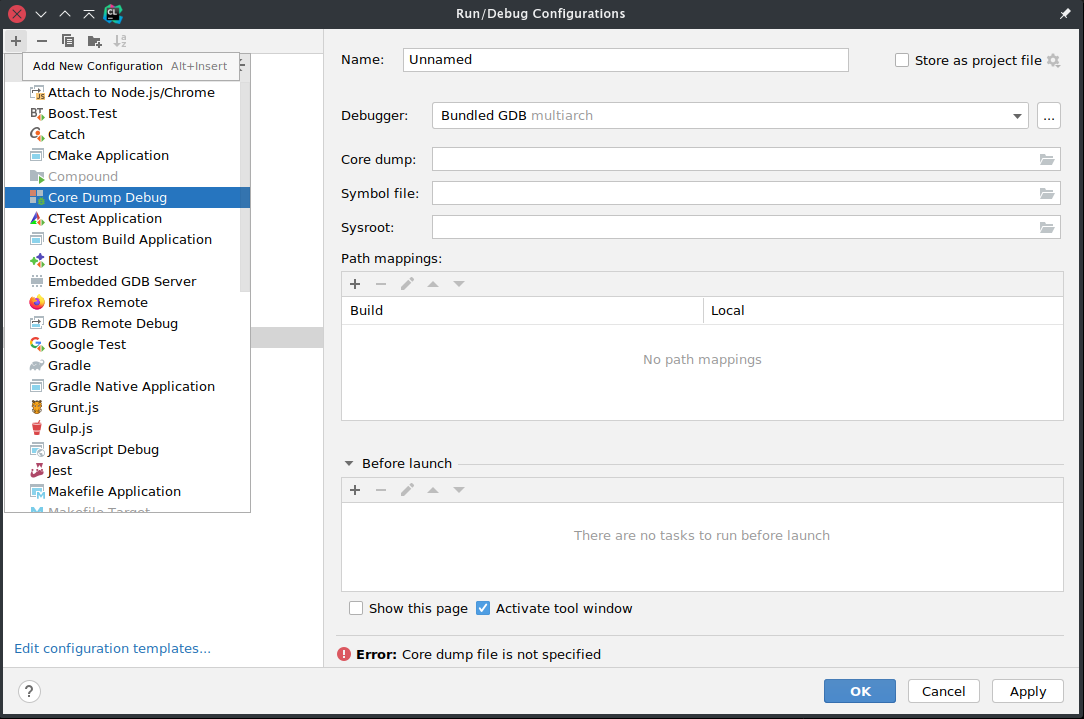 CL
Run/Debug Configurations
Add New Configuration Alt+Insert
Attach to Node.js/Chrome
Boost.Test
Catch
CMake Application
Compound
Core Dump Debug
CTest Application
Custom Build Application
Doctest
Embedded GDB Server
Firefox Remote
GDB Remote Debug
Google Test
Gradle
Gradle Native Application
Grunt.js
Gulp.js
JavaScript Debug
Jest
Makefile Application
Makefile Target
Edit configuration templates...
Name: Unnamed
Store as project file
Debugger: Bundled GDB multiarch
...
Core dump:
Symbol file:
Sysroot:
Path mappings:
Build Local
No path mappings
Before launch
There are no tasks to run before launch
Show this page Activate tool window
Error: Core dump file is not specified
? OK Cancel Apply